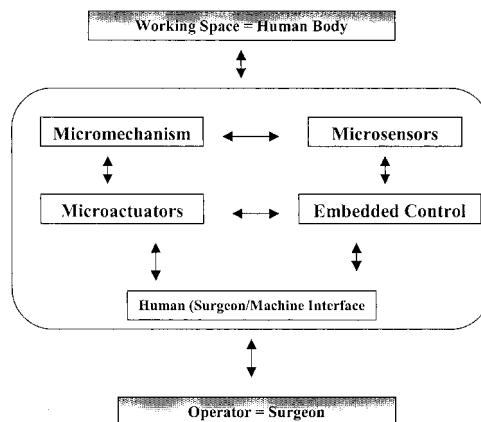 Working Space = Human Body
Micromechanism
Microsensors
Microactuators
Embedded Control
Human (Surgeon/Machine Interface
Operator = Surgeon